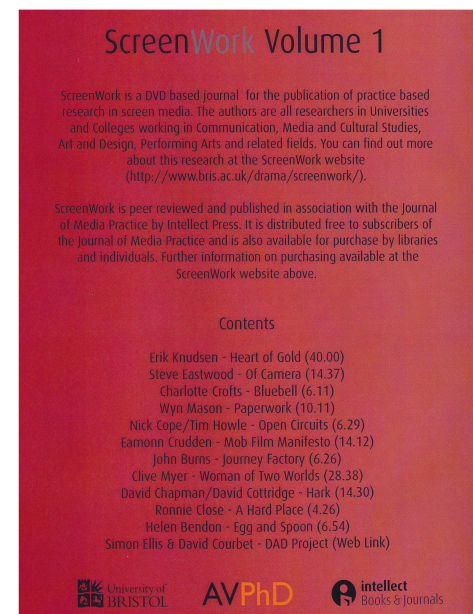 ScreenWork Volume 1
ScreenWork is a DVD based journal for the publication of practice based
research in screen media. The authors are all researchers in Universities
and Colleges working in Communication, Media and Cultural Studies,
Art and Design, Performing Arts and related fields. You can find out more
about this research at the ScreenWork website
(http://www.bris.ac.uk/drama/screenwork/).
ScreenWork is peer reviewed and published in association with the Journal
of Media Practice by Intellect Press. It is distributed free to subscribers of
the Journal of Media Practice and is also available for purchase by libraries
and individuals. Further information on purchasing available at the
ScreenWork website above.
Contents
Erik Knudsen - Heart of Gold (40.00)
Steve Eastwood - Of Camera (14.37)
Charlotte Crofts - Bluebell (6.11)
Wyn Mason - Paperwork (10.11)
Nick Cope/Tim Howle - Open Circuits (6.29)
Eamonn Crudden - Mob Film Manifesto (14.12)
John Burns - Journey Factory (6.26)
Clive Myer - Woman of Two Worlds (28.38)
David Chapman/David Cottridge - Hark (14.30)
Ronnie Close - A Hard Place (4.26)
Helen Bendon - Egg and Spoon (6.54)
Simon Ellis & David Courbet - DAD Project (Web Link)
University of
BRISTOL
AVPhD
intellect
Books & Journals